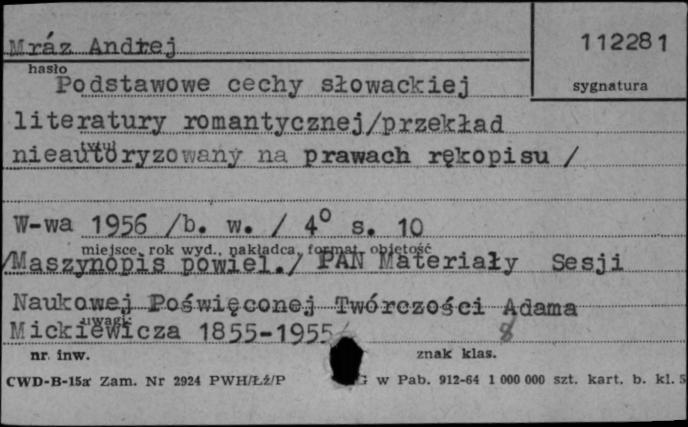 Mráz Andrej
112281
hasło
Podstawowe cechy słowackiej
sygnatura
literatury romantycznej/przekład
tytuł
nieautoryzowany na prawach rękopisu /
W-wa 1956 /b. w. / 4° s. 10
miejsce, rok wyd., nakładca, format, objętość
/Maszynopis powiel./ PAN Materiały Sesji
Naukowej Poświęconej Twórczości Adama
uwagi:
Mickiewicza 1855-1955/
8
nr. inw.
znak klas.
CWD-B-15a Zam. Nr 2924 PWH/Łż/P
G w Pab. 912-64 1 000 000 szt. kart. b. kl. 5